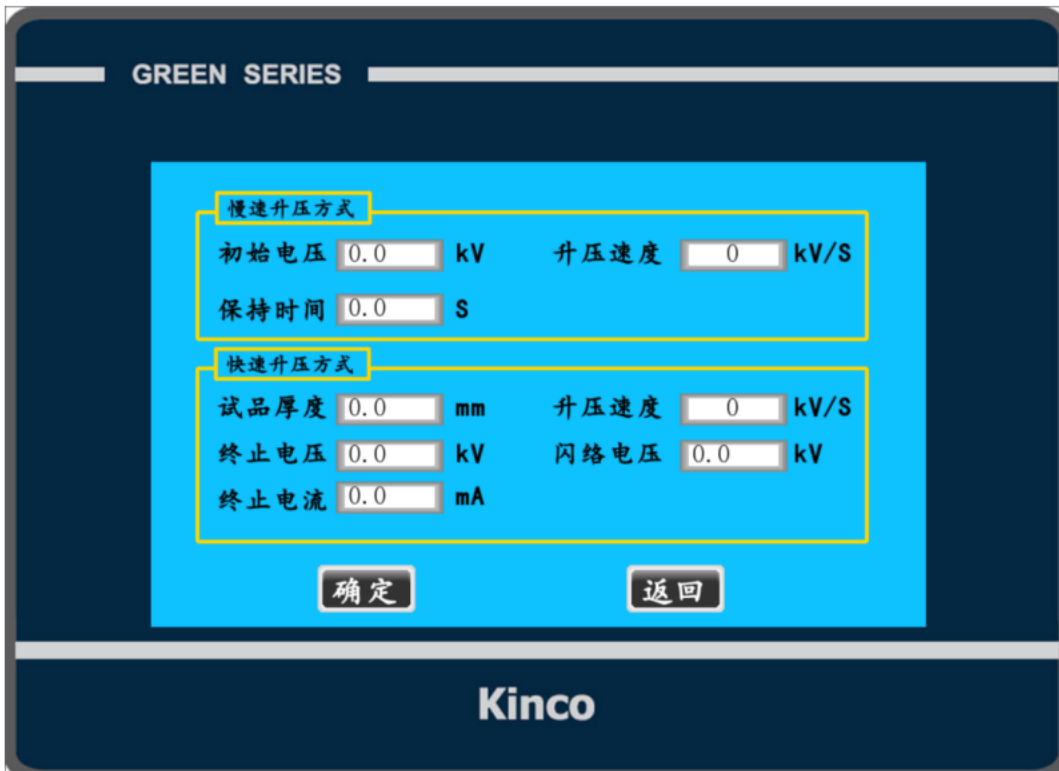 GREEN SERIES
慢速升压方式
初始电压 0.0 kV 升压速度 0 kV/S
保持时间 0.0 S
快速升压方式
试品厚度 0.0 mm 升压速度 0 kV/S
终止电压 0.0 kV 闪络电压 0.0 kV
终止电流 0.0 mA
确定 返回
Kinco